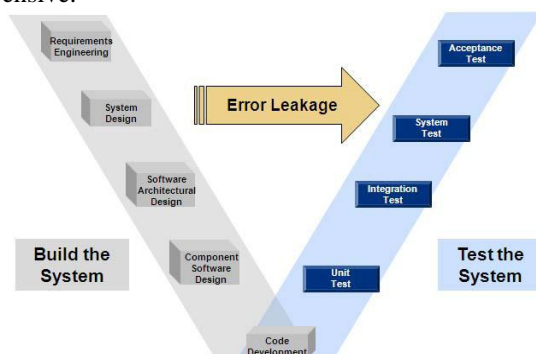 ensive.
Requirements
Engineering
System
Design
Software
Architectural
Design
Component
Software
Design
Code
Development
Error Leakage
Acceptance
Test
System
Test
Integration
Test
Unit
Test
Build the
System
Test the
System